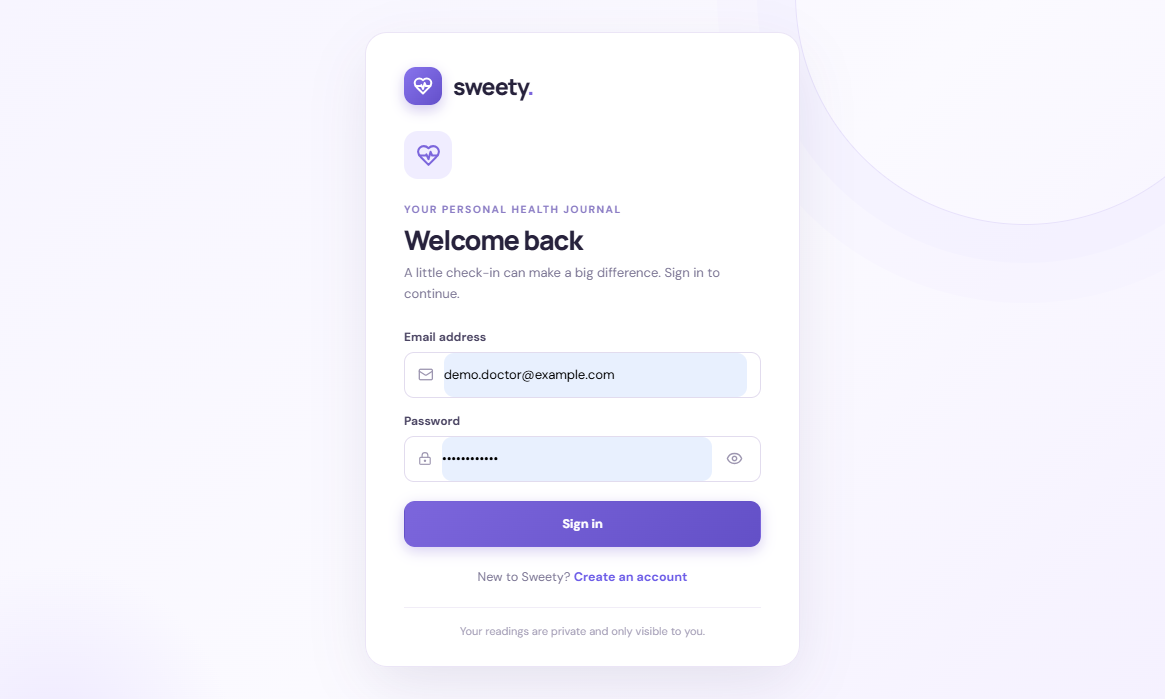 sweety.
YOUR PERSONAL HEALTH JOURNAL
Welcome back
A little check-in can make a big difference. Sign in to
continue.
Email address
demo.doctor@example.com
Password
••••••••••••
Sign in
New to Sweety? Create an account
Your readings are private and only visible to you.